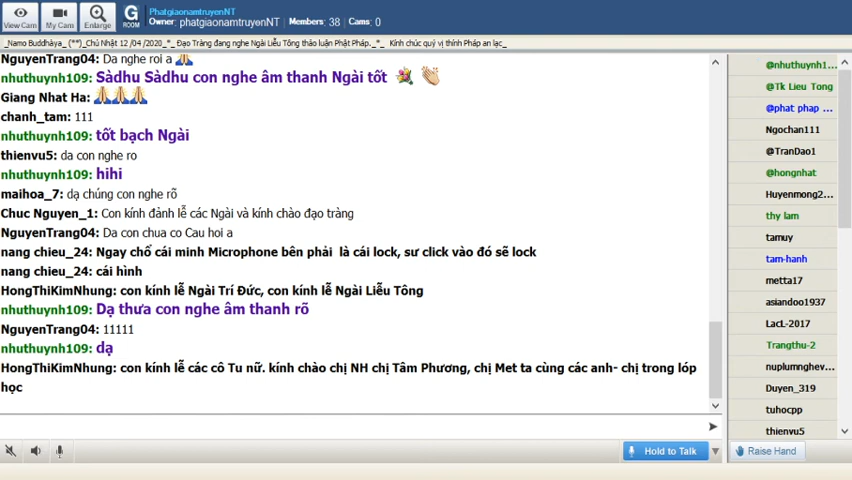 PhatgiaonamtruyenNT
Owner: phatgiaonamtruyenNT Members: 38 Cams: 0
View Cam My Cam Enlarge G ROOM
_Namo Buddhàya_ (**)_Chủ Nhật 12 /04 /2020_*_ Đạo Tràng đang nghe Ngài Liễu Tông thảo luận Phật Pháp._*_ Kính chúc quý vị thính Pháp an lạc_
NguyenTrang04: Da nghe roi a
nhuthuynh109: Sàdhu Sàdhu con nghe âm thanh Ngài tốt
Giang Nhat Ha:
chanh_tam: 111
nhuthuynh109: tốt bạch Ngài
thienvu5: da con nghe ro
nhuthuynh109: hihi
maihoa_7: dạ chúng con nghe rõ
Chuc Nguyen_1: Con kính đảnh lễ các Ngài và kính chào đạo tràng
NguyenTrang04: Da con chua co Cau hoi a
nang chieu_24: Ngay chổ cái minh Microphone bên phải là cái lock, sư click vào đó sẽ lock
nang chieu_24: cái hình
HongThiKimNhung: con kính lễ Ngài Trí Đức, con kính lễ Ngài Liễu Tông
nhuthuynh109: Dạ thưa con nghe âm thanh rõ
NguyenTrang04: 11111
nhuthuynh109: dạ
HongThiKimNhung: con kính lễ các cô Tu nữ. kính chào chị NH chị Tâm Phương, chị Met ta cùng các anh- chị trong lóp
học
@nhuthuynh1...
@Tk Lieu Tong
@phat phap ...
Ngochan111
@TranDao1
@hongnhat
Huyenmong2...
thy lam
tamuy
tam-hanh
metta17
asiandoo1937
LacL-2017
Trangthu-2
nuplumnghev...
Duyen_319
tuhocpp
thienvu5
Hold to Talk
Raise Hand